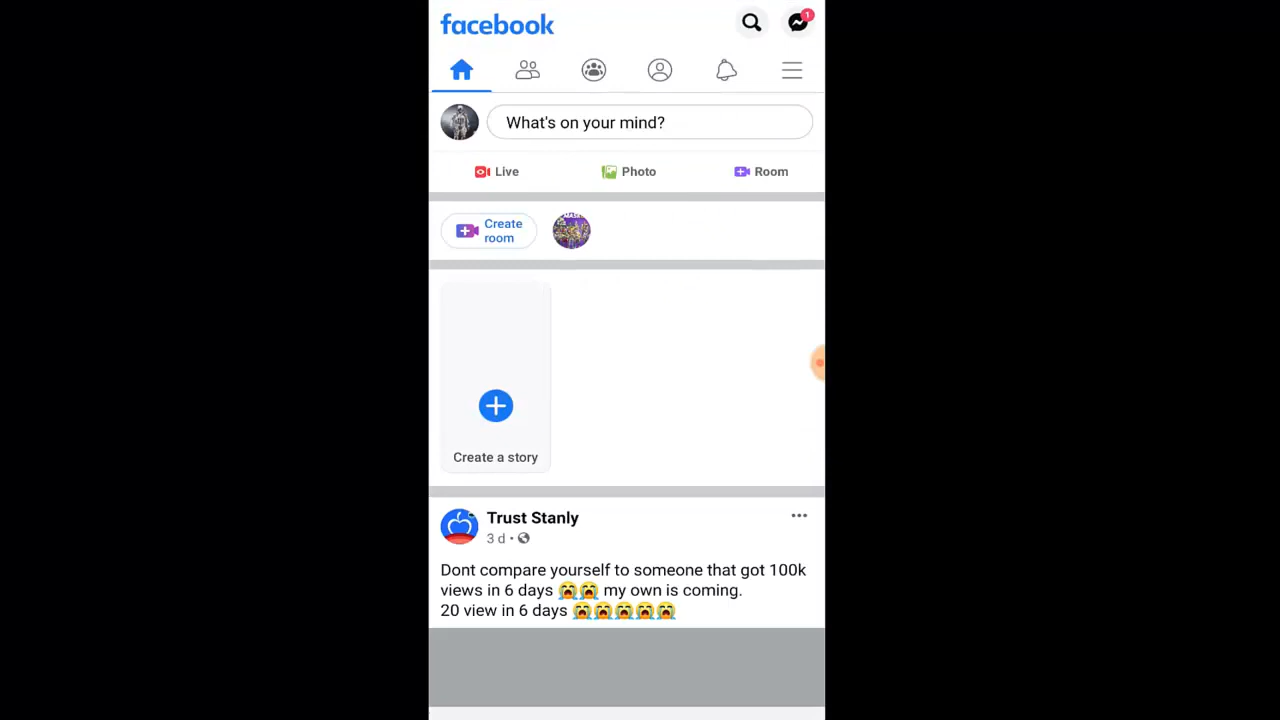 facebook
1
What's on your mind?
Live
Photo
Room
Create
room
Create a story
Trust Stanly
3 d •
Dont compare yourself to someone that got 100k
views in 6 days 😭😭 my own is coming.
20 view in 6 days 😭😭😭😭😭